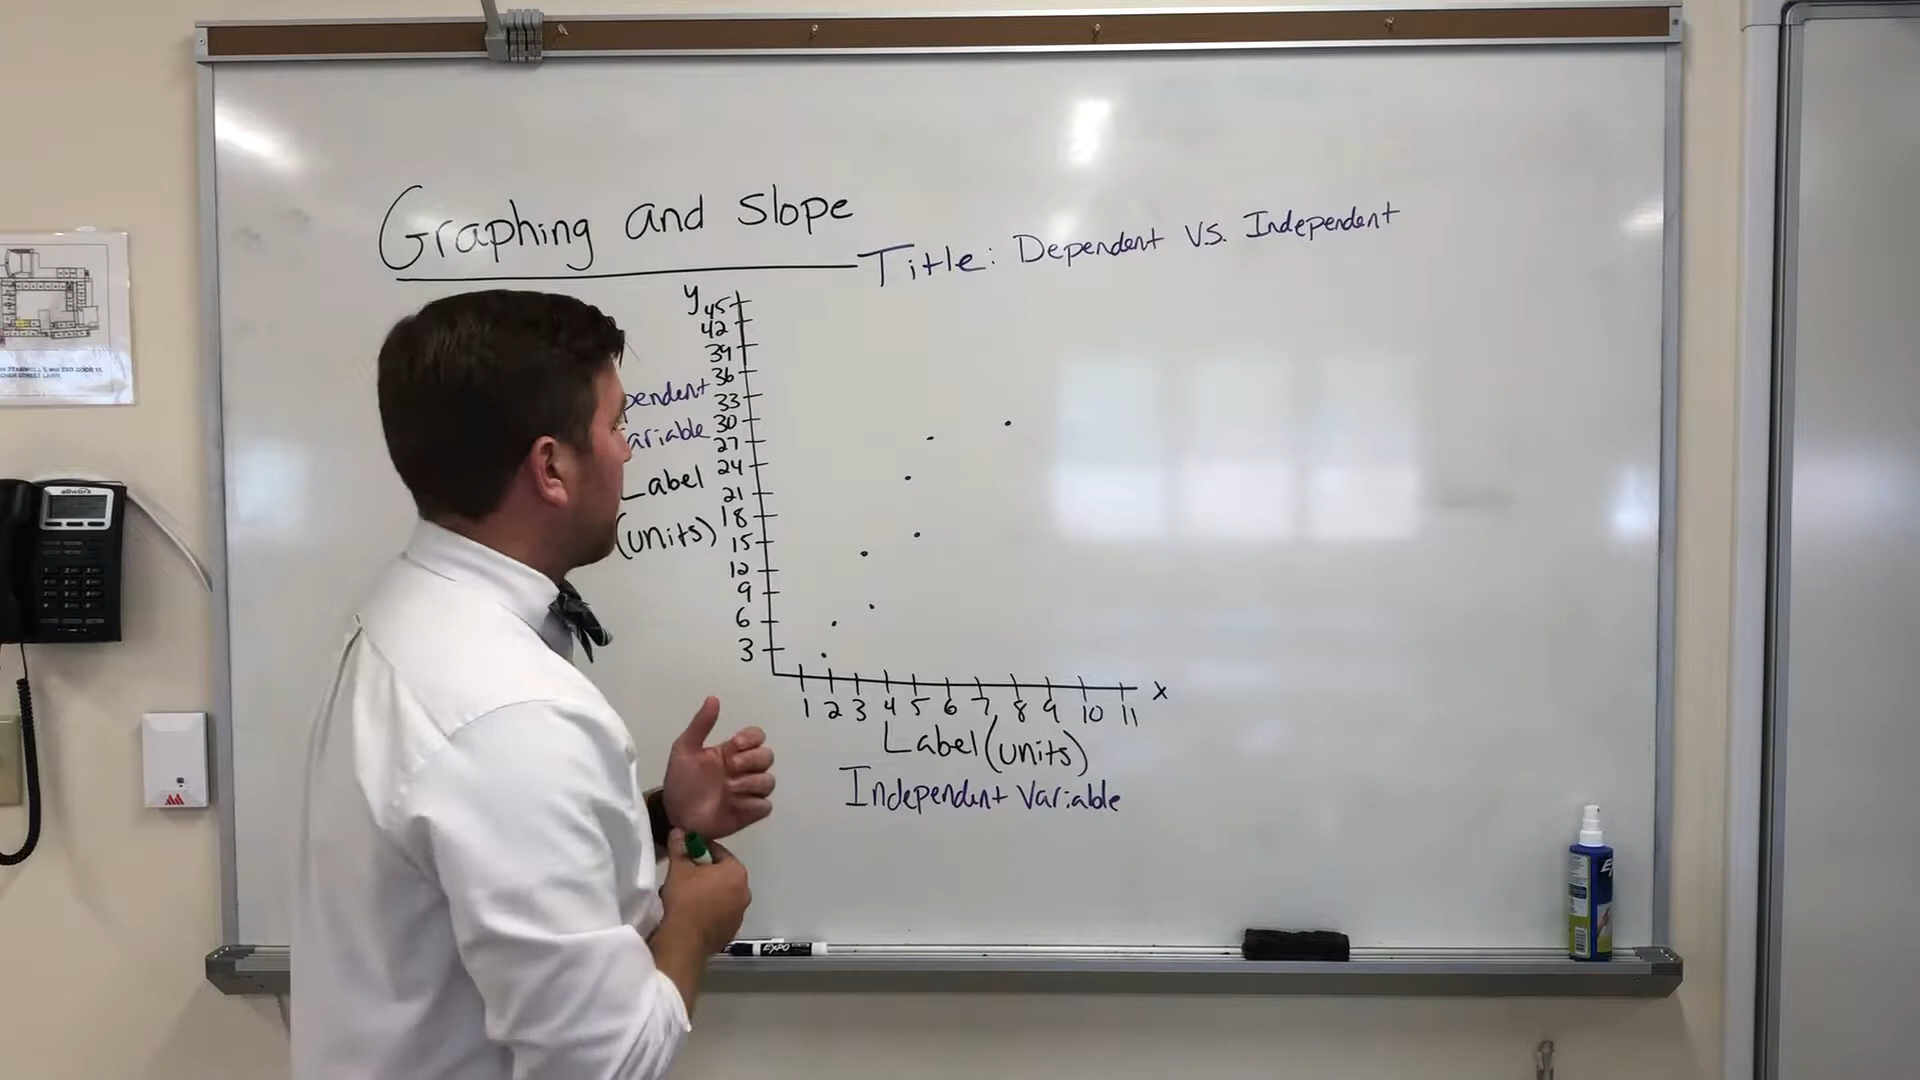 Graphing and Slope
Title: Dependent V.S. Independent
y
45
42
39
36
33
30
27
24
21
18
15
12
9
6
3
pendent
ariable
Label
(units)
1 2 3 4 5 6 7 8 9 10 11
x
Label (units)
Independent Variable
allworx
EXPO